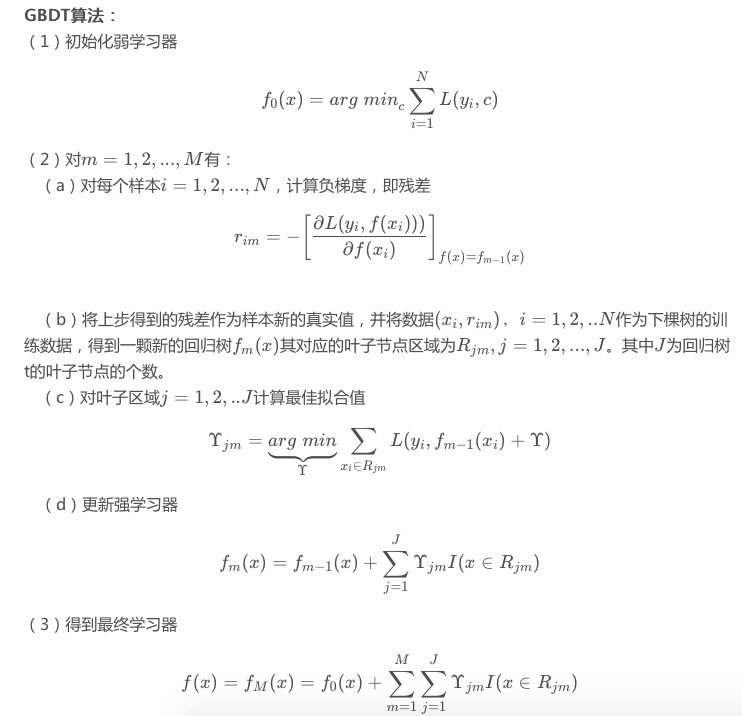 GBDT算法：
（1）初始化弱学习器
$f_0(x) = arg\ min_c \sum_{i=1}^{N} L(y_i, c)$
（2）对$m = 1, 2, ..., M$有：
（a）对每个样本$i = 1, 2, ..., N$，计算负梯度，即残差
$r_{im} = -\left[\frac{\partial L(y_i, f(x_i)))}{\partial f(x_i)}\right]_{f(x)=f_{m-1}(x)}$
（b）将上步得到的残差作为样本新的真实值，并将数据$(x_i, r_{im})$，$i = 1, 2, ..N$作为下棵树的训
练数据，得到一颗新的回归树$f_m(x)$其对应的叶子节点区域为$R_{jm}, j = 1, 2, ..., J$。其中$J$为回归树
t的叶子节点的个数。
（c）对叶子区域$j = 1, 2, ..J$计算最佳拟合值
$\Upsilon_{jm} = \underbrace{arg\ min}_{\Upsilon} \sum_{x_i \in R_{jm}} L(y_i, f_{m-1}(x_i) + \Upsilon)$
（d）更新强学习器
$f_m(x) = f_{m-1}(x) + \sum_{j=1}^{J} \Upsilon_{jm} I(x \in R_{jm})$
（3）得到最终学习器
$f(x) = f_M(x) = f_0(x) + \sum_{m=1}^{M} \sum_{j=1}^{J} \Upsilon_{jm} I(x \in R_{jm})$